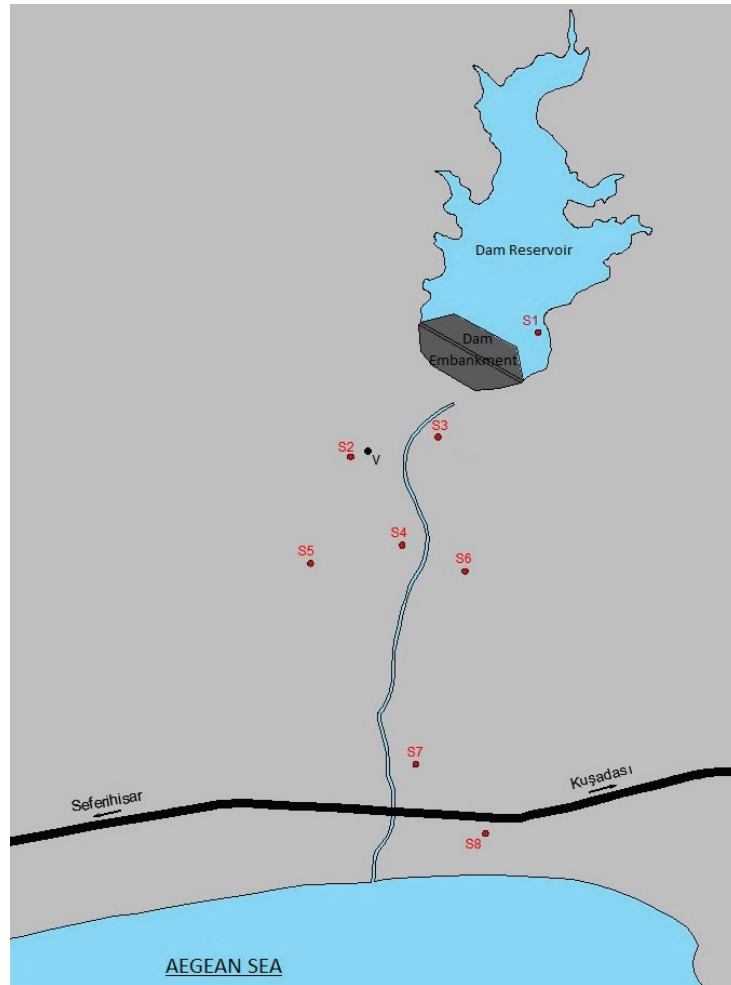 Dam Reservoir
S1
Dam
Embankment
S3
S2
V
S4
S5
S6
S7
Kuşadası
Seferihisar
S8
AEGEAN SEA